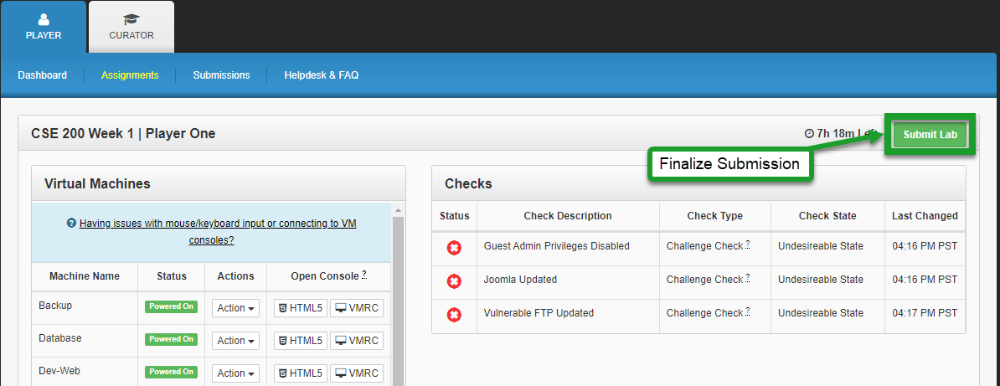 PLAYER
CURATOR
Dashboard
Assignments
Submissions
Helpdesk & FAQ
CSE 200 Week 1 | Player One
7h 18m Left
Submit Lab
Finalize Submission
Virtual Machines
? Having issues with mouse/keyboard input or connecting to VM
consoles?
Machine Name Status Actions Open Console ?
Backup Powered On Action HTML5 VMRC
Database Powered On Action HTML5 VMRC
Dev-Web Powered On Action HTML5 VMRC
Checks
Status Check Description Check Type Check State Last Changed
Guest Admin Privileges Disabled Challenge Check ? Undesireable State 04:16 PM PST
Joomla Updated Challenge Check ? Undesireable State 04:16 PM PST
Vulnerable FTP Updated Challenge Check ? Undesireable State 04:17 PM PST